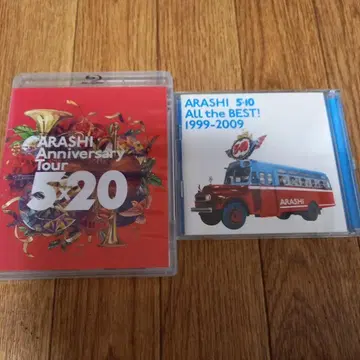 ARASHI
Anniversary
Tour
5×20
ARASHI 5×10
All the BEST!
1999-2009
ARASHI